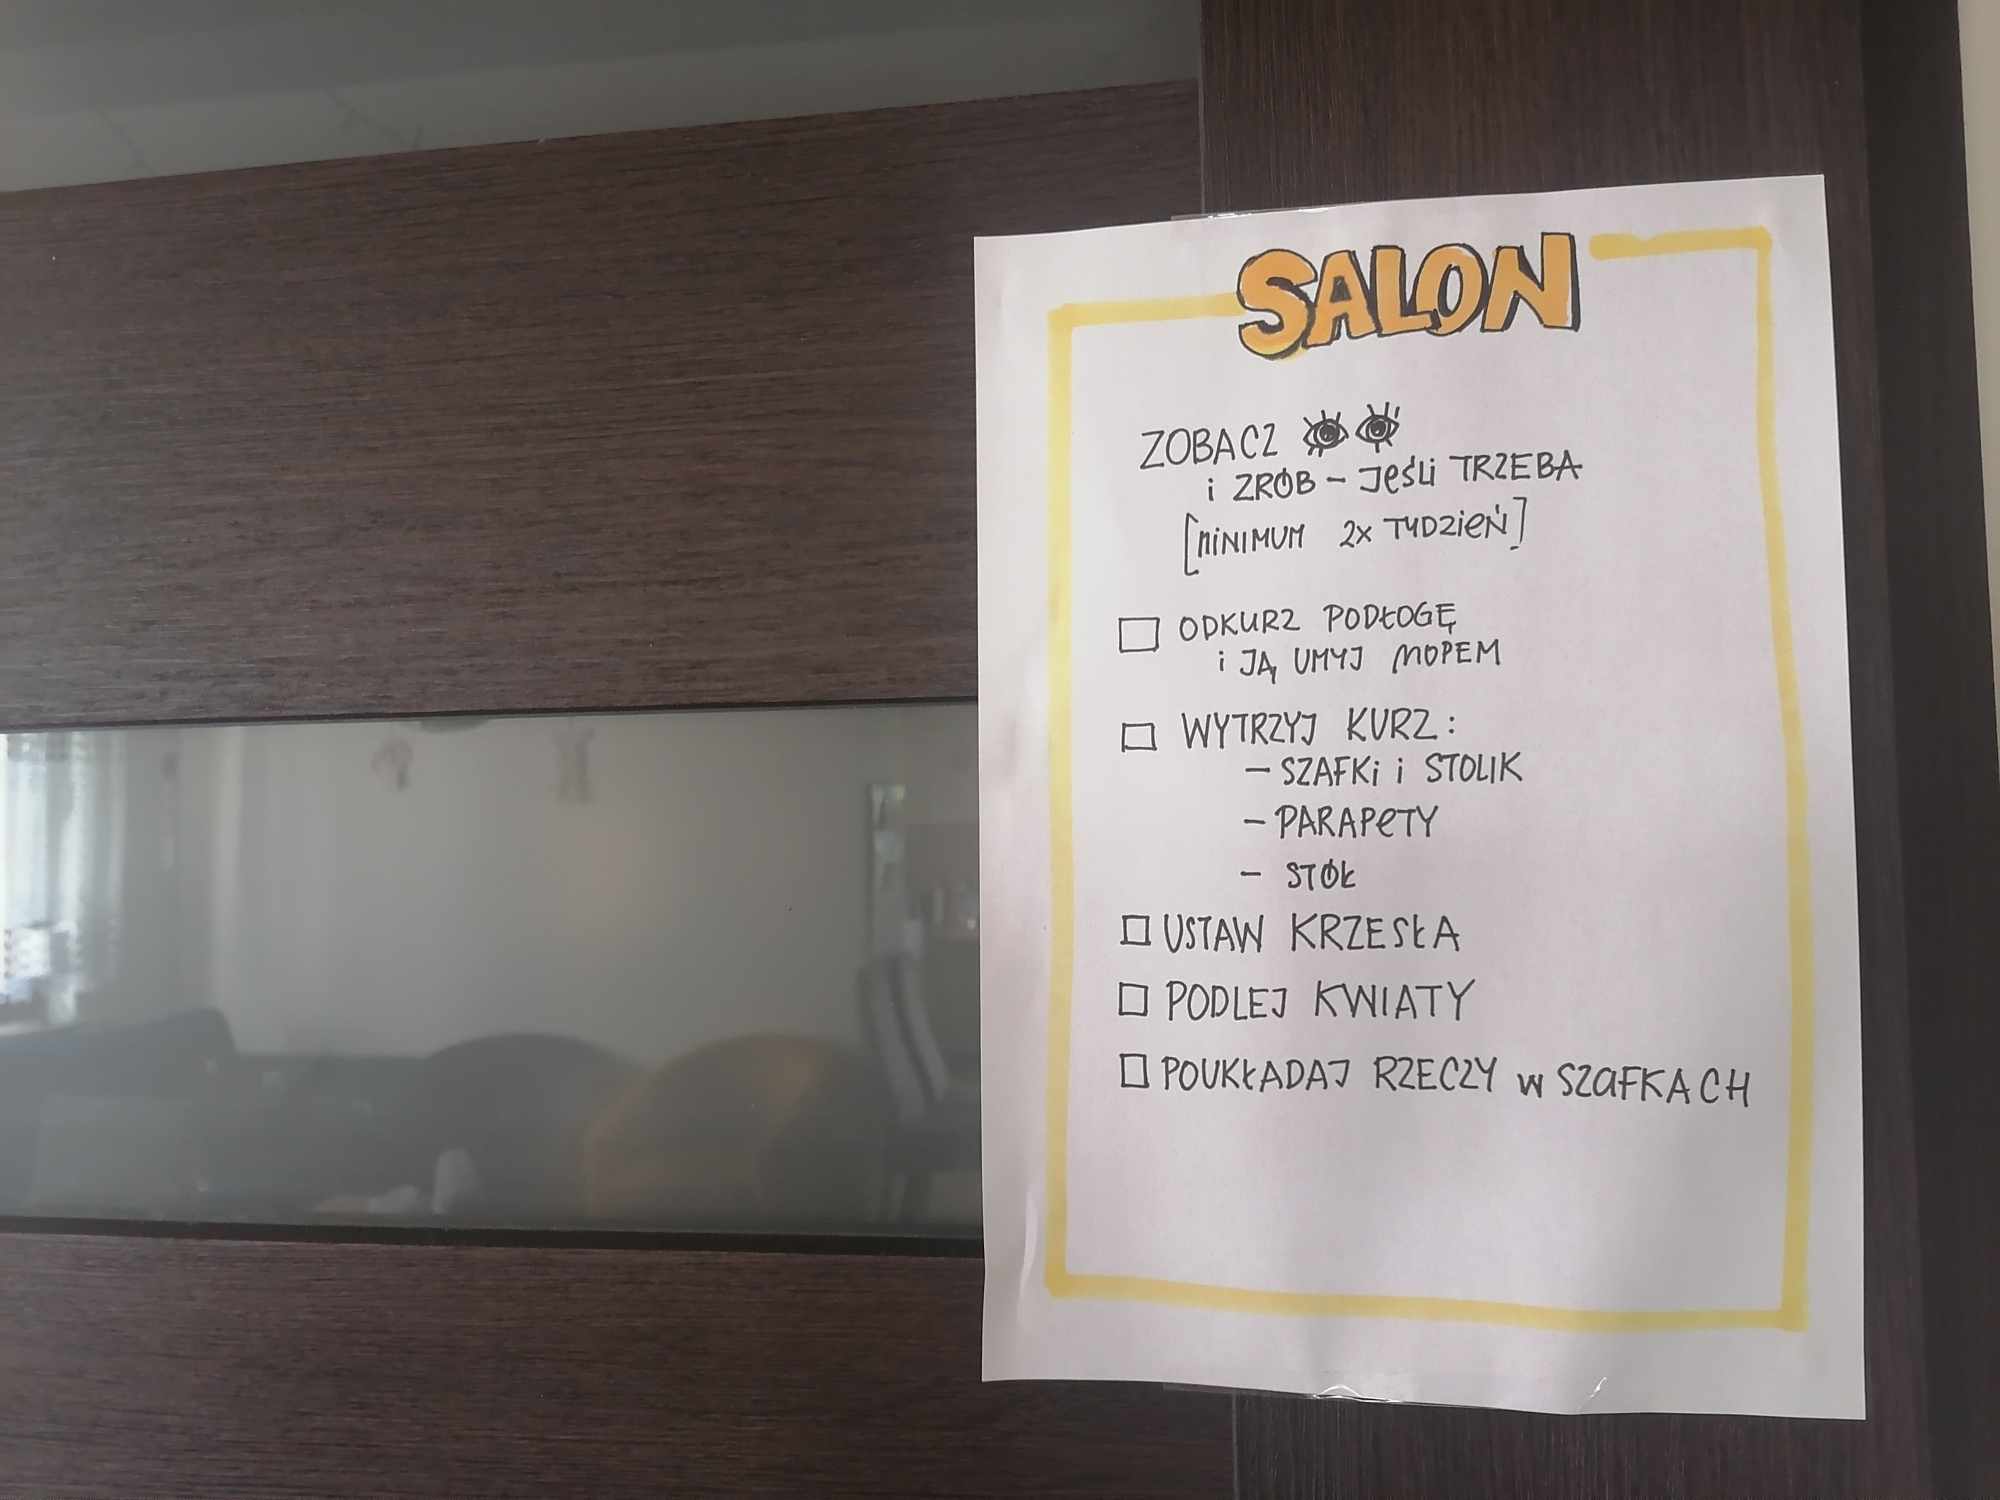 SALON
ZOBACZ
i ZRÓB - JEŚLI TRZEBA
[MINIMUM 2x TYDZIEŃ]
ODKURZ PODŁOGĘ
i JĄ UMYJ MOPEM
WYTRZYJ KURZ:
- SZAFKI i STOLIK
- PARAPETY
- STÓŁ
USTAW KRZESŁA
PODLEJ KWIATY
POUKŁADAJ RZECZY W SZAFKACH